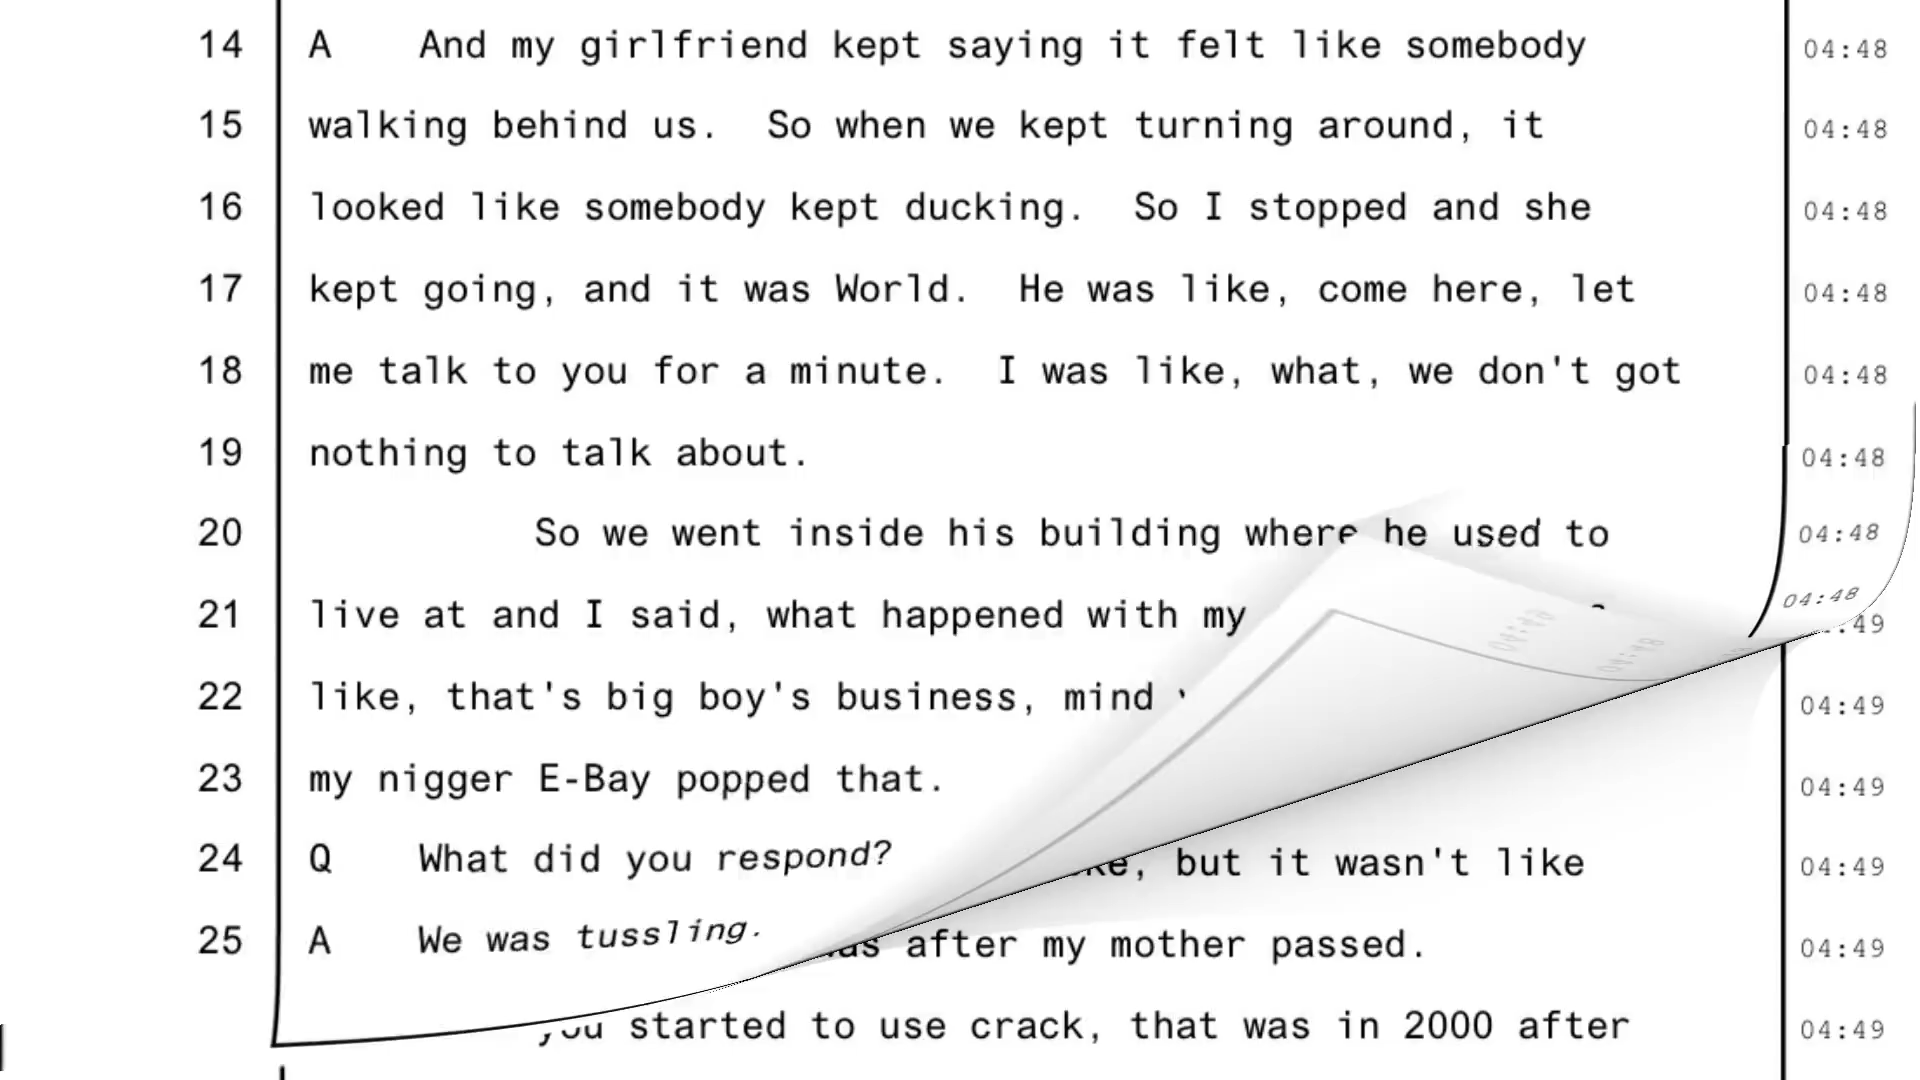 14 A And my girlfriend kept saying it felt like somebody 04:48
15 walking behind us. So when we kept turning around, it 04:48
16 looked like somebody kept ducking. So I stopped and she 04:48
17 kept going, and it was World. He was like, come here, let 04:48
18 me talk to you for a minute. I was like, what, we don't got 04:48
19 nothing to talk about. 04:48
20 So we went inside his building where he used to 04:48
21 live at and I said, what happened with my 04:48
22 like, that's big boy's business, mind 04:49
23 my nigger E-Bay popped that. 04:49
24 Q What did you respond? but it wasn't like 04:49
25 A We was tussling. after my mother passed. 04:49
started to use crack, that was in 2000 after 04:49